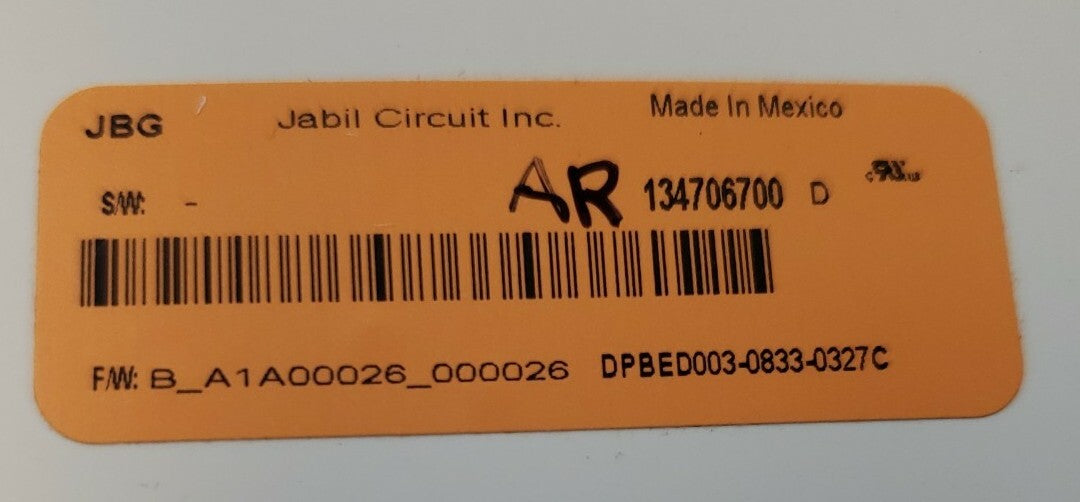 JBG Jabil Circuit Inc. Made In Mexico
S/W: - AR 134706700 D
F/W: B_A1A00026_000026 DPBED003-0833-0327C